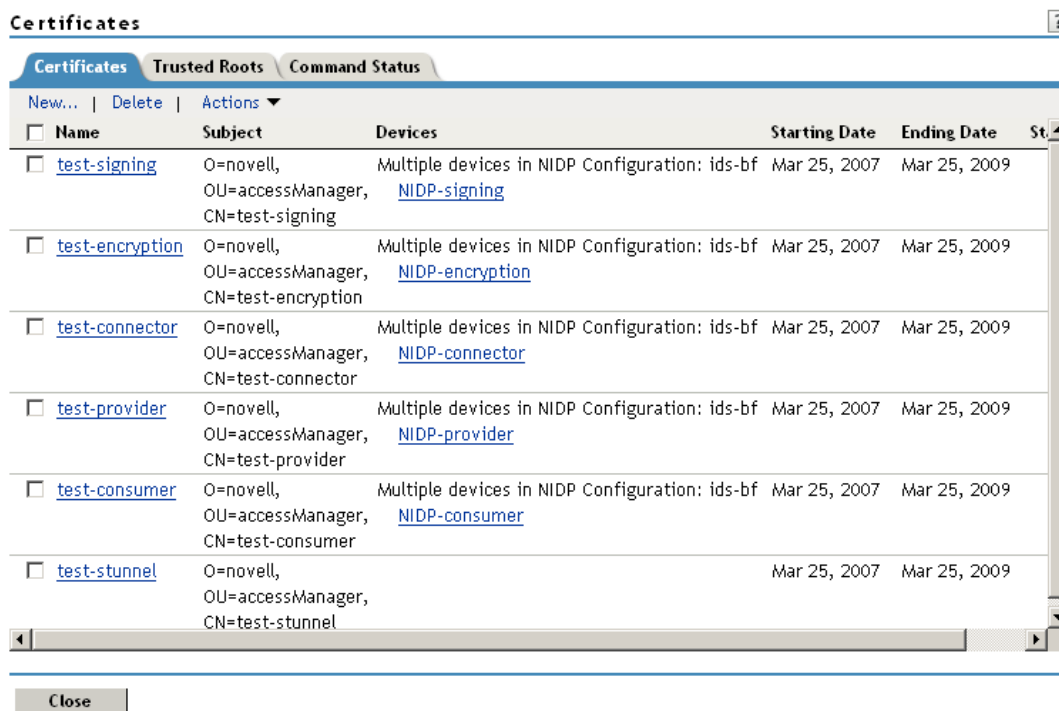 Certificates
?
Certificates Trusted Roots Command Status
New... | Delete | Actions
Name Subject Devices Starting Date Ending Date
test-signing O=novell, Multiple devices in NIDP Configuration: ids-bf Mar 25, 2007 Mar 25, 2009
OU=accessManager, NIDP-signing
CN=test-signing
test-encryption O=novell, Multiple devices in NIDP Configuration: ids-bf Mar 25, 2007 Mar 25, 2009
OU=accessManager, NIDP-encryption
CN=test-encryption
test-connector O=novell, Multiple devices in NIDP Configuration: ids-bf Mar 25, 2007 Mar 25, 2009
OU=accessManager, NIDP-connector
CN=test-connector
test-provider O=novell, Multiple devices in NIDP Configuration: ids-bf Mar 25, 2007 Mar 25, 2009
OU=accessManager, NIDP-provider
CN=test-provider
test-consumer O=novell, Multiple devices in NIDP Configuration: ids-bf Mar 25, 2007 Mar 25, 2009
OU=accessManager, NIDP-consumer
CN=test-consumer
test-stunnel O=novell, Mar 25, 2007 Mar 25, 2009
OU=accessManager,
CN=test-stunnel
Close